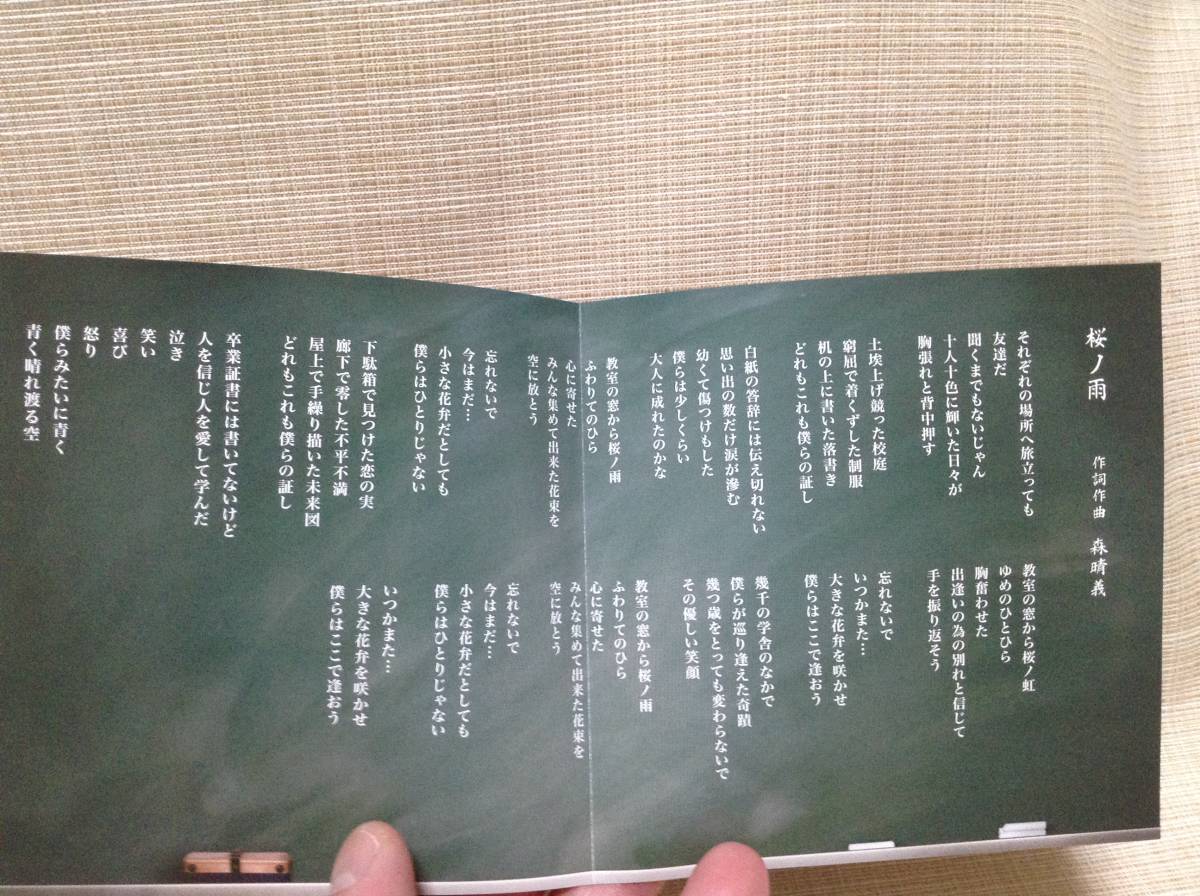 桜ノ雨
作詞作曲 森晴義
それぞれの場所へ旅立っても
友達だ
聞くまでもないじゃん
十人十色に輝いた日々が
胸張れと背中押す
土埃上げ競った校庭
窮屈で着くずした制服
机の上に書いた落書き
どれもこれも僕らの証し
白紙の答辞には伝え切れない
思い出の数だけ涙が滲む
幼くて傷つけもした
僕らは少しくらい
大人に成れたのかな
教室の窓から桜ノ雨
ふわりてのひら
心に寄せた
みんな集めて出来た花束を
空に放とう
忘れないで
今はまだ…
小さな花弁だとしても
僕らはひとりじゃない
下駄箱で見つけた恋の実
廊下で零した不平不満
屋上で手繰り描いた未来図
どれもこれも僕らの証し
卒業証書には書いてないけど
人を信じ人を愛して学んだ
泣き
笑い
喜び
怒り
僕らみたいに青く
青く晴れ渡る空
教室の窓から桜ノ虹
ゆめのひとひら
胸奮わせた
出逢いの為の別れと信じて
手を振り返そう
忘れないで
いつかまた…
大きな花弁を咲かせ
僕らはここで逢おう
幾千の学舎のなかで
僕らが巡り逢えた奇蹟
幾つ歳をとっても変わらないで
その優しい笑顔
教室の窓から桜ノ雨
ふわりてのひら
心に寄せた
みんな集めて出来た花束を
空に放とう
忘れないで
今はまだ…
小さな花弁だとしても
僕らはひとりじゃない
いつかまた…
大きな花弁を咲かせ
僕らはここで逢おう